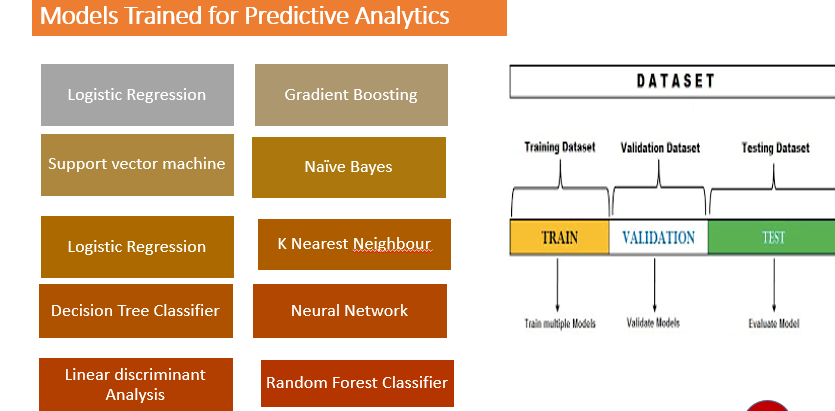 Models Trained for Predictive Analytics
Logistic Regression
Gradient Boosting
Support vector machine
Naïve Bayes
Logistic Regression
K Nearest Neighbour
Decision Tree Classifier
Neural Network
Linear discriminant
Analysis
Random Forest Classifier
DATASET
Training Dataset
Validation Dataset
Testing Dataset
TRAIN
VALIDATION
TEST
Train multiple Models
Validate Models
Evaluate Model